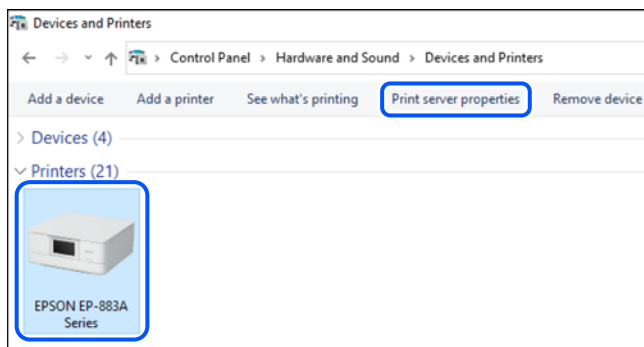 Devices and Printers
Control Panel > Hardware and Sound > Devices and Printers
Add a device Add a printer See what's printing Print server properties Remove device
Devices (4)
Printers (21)
EPSON EP-883A
Series